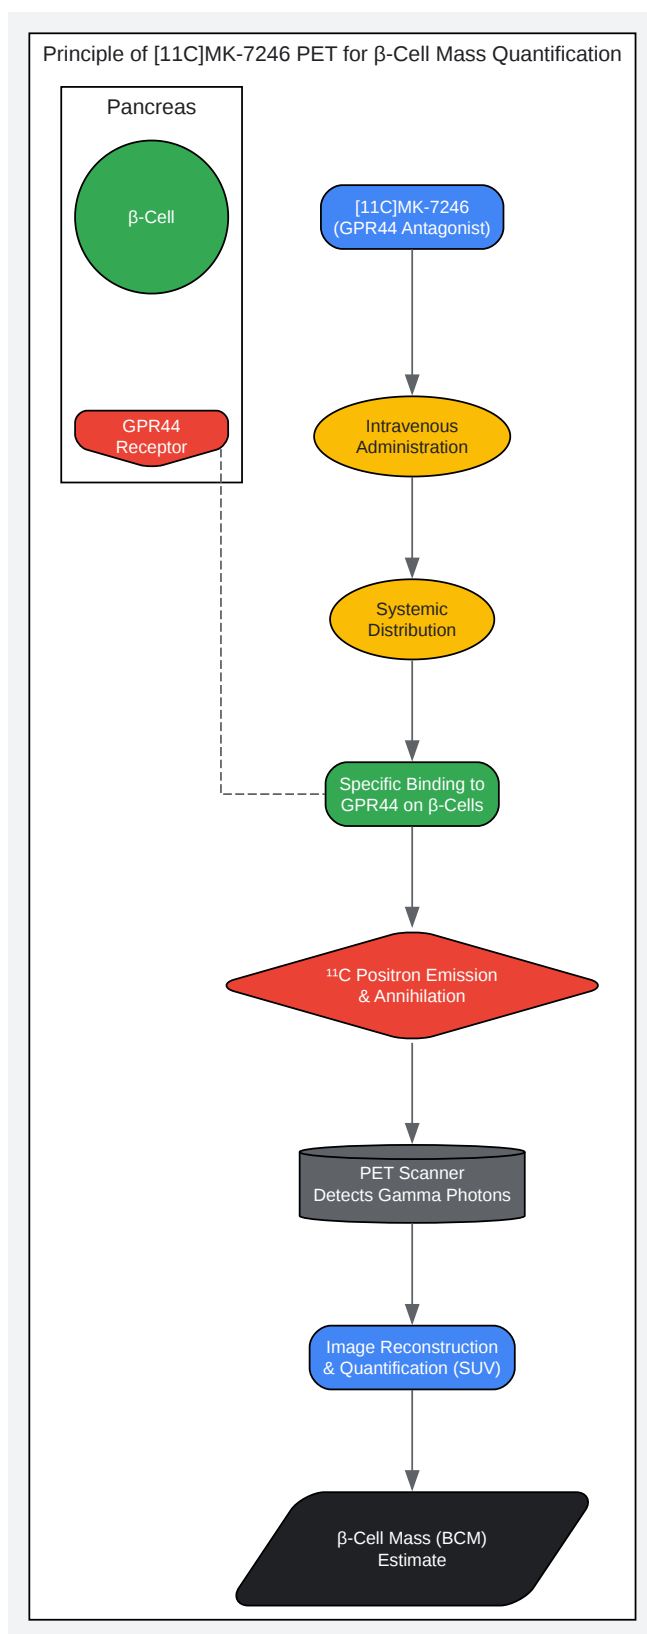 Principle of [11C]MK-7246 PET for β-Cell Mass Quantification
Pancreas
β-Cell
GPR44
Receptor
[11C]MK-7246
(GPR44 Antagonist)
Intravenous
Administration
Systemic
Distribution
Specific Binding to
GPR44 on β-Cells
¹¹C Positron Emission
& Annihilation
PET Scanner
Detects Gamma Photons
Image Reconstruction
& Quantification (SUV)
β-Cell Mass (BCM)
Estimate